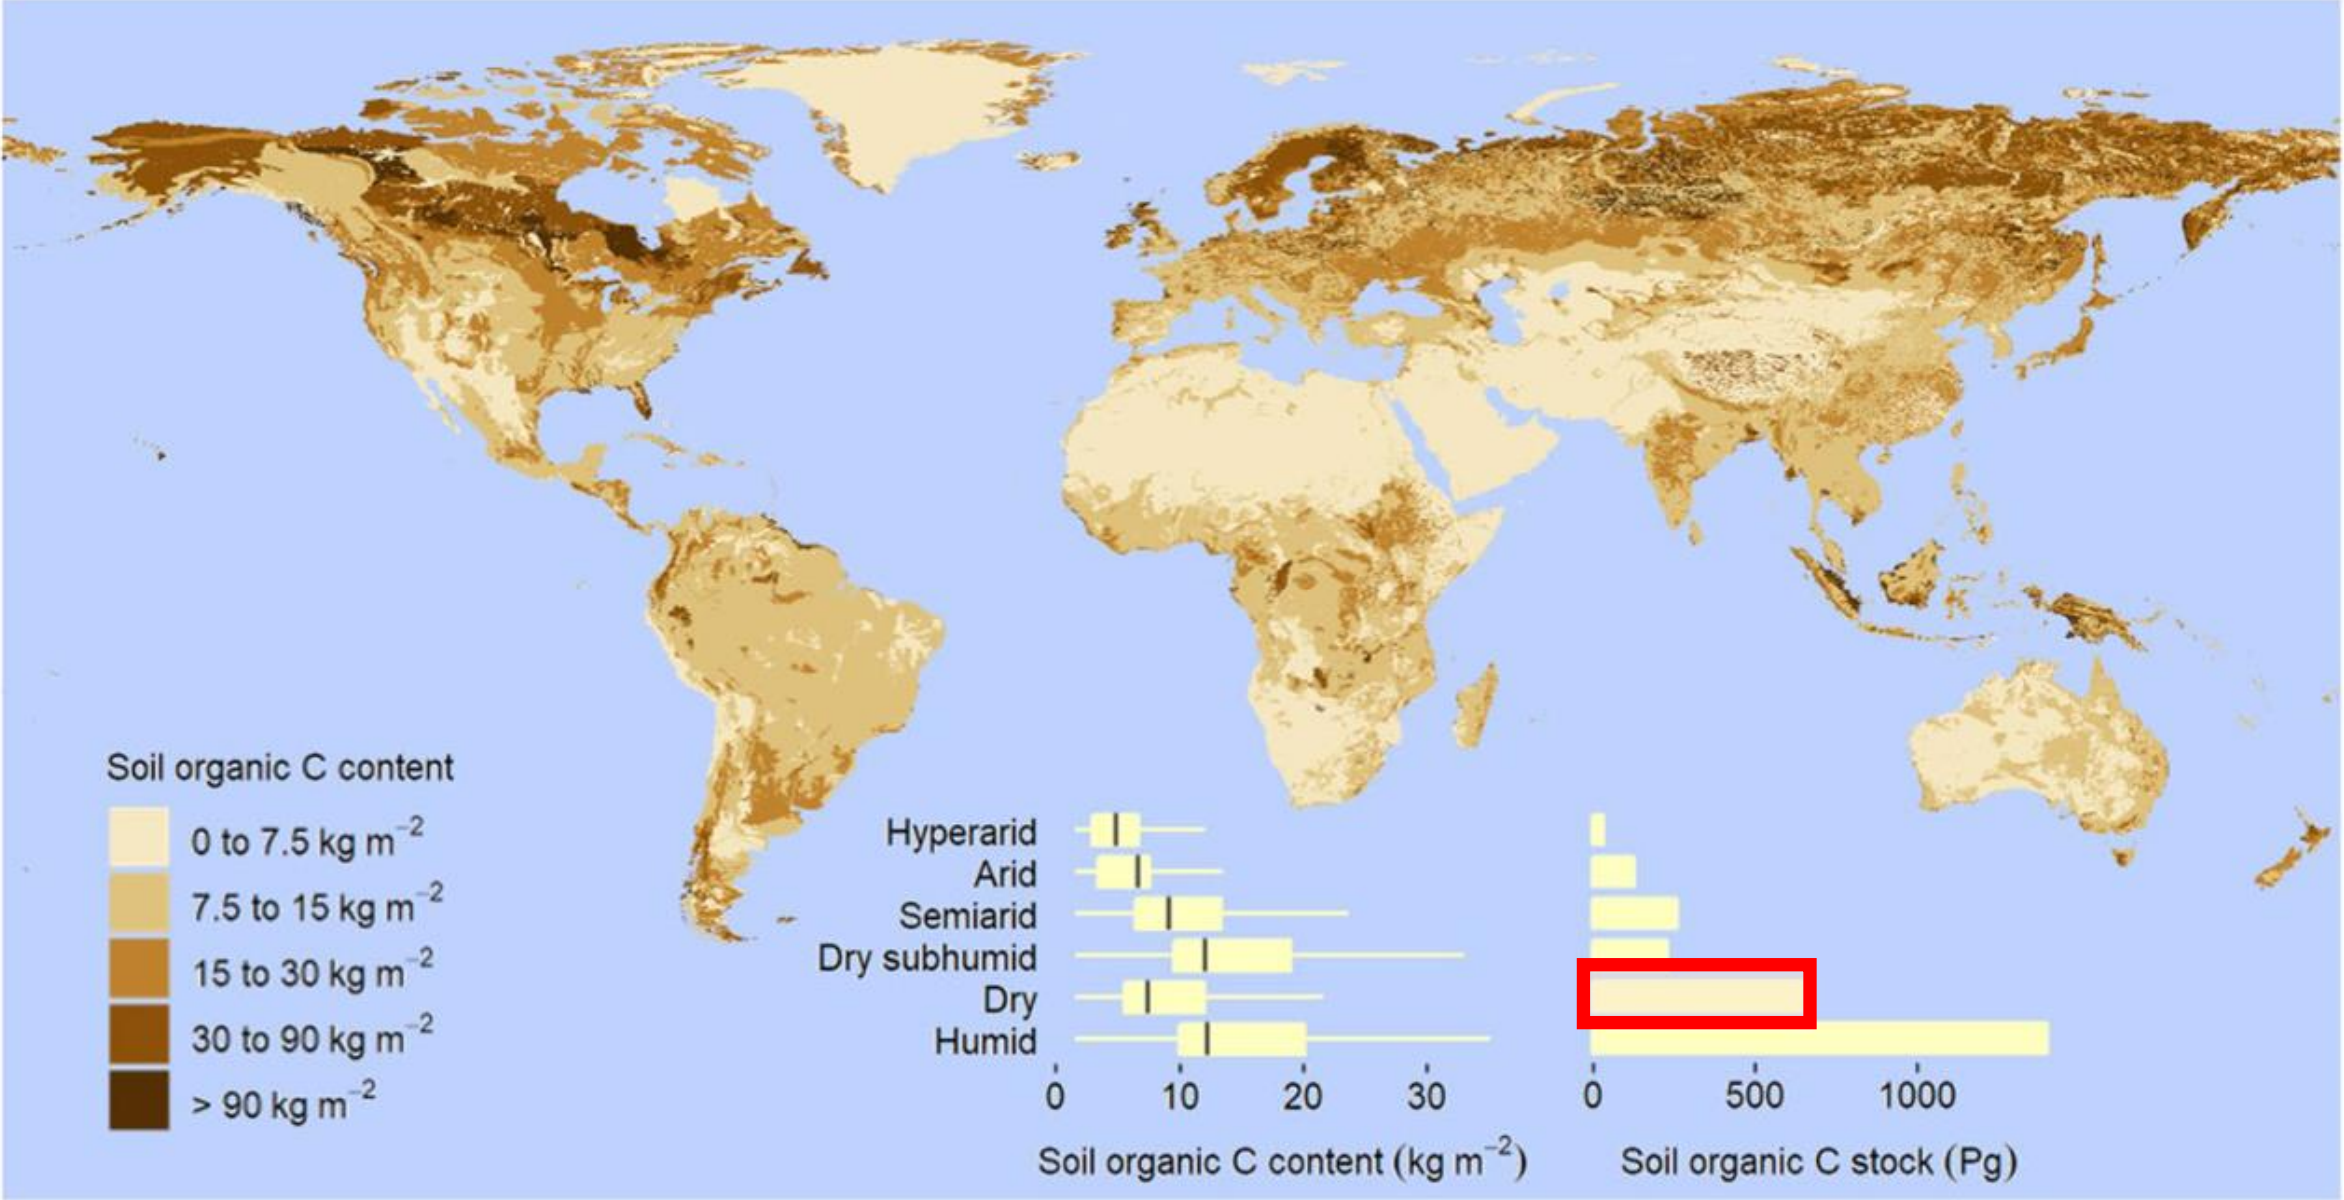 Soil organic C content
0 to 7.5 kg m⁻²
7.5 to 15 kg m⁻²
15 to 30 kg m⁻²
30 to 90 kg m⁻²
> 90 kg m⁻²
Hyperarid
Arid
Semiarid
Dry subhumid
Dry
Humid
0 10 20 30
Soil organic C content (kg m⁻²)
0 500 1000
Soil organic C stock (Pg)